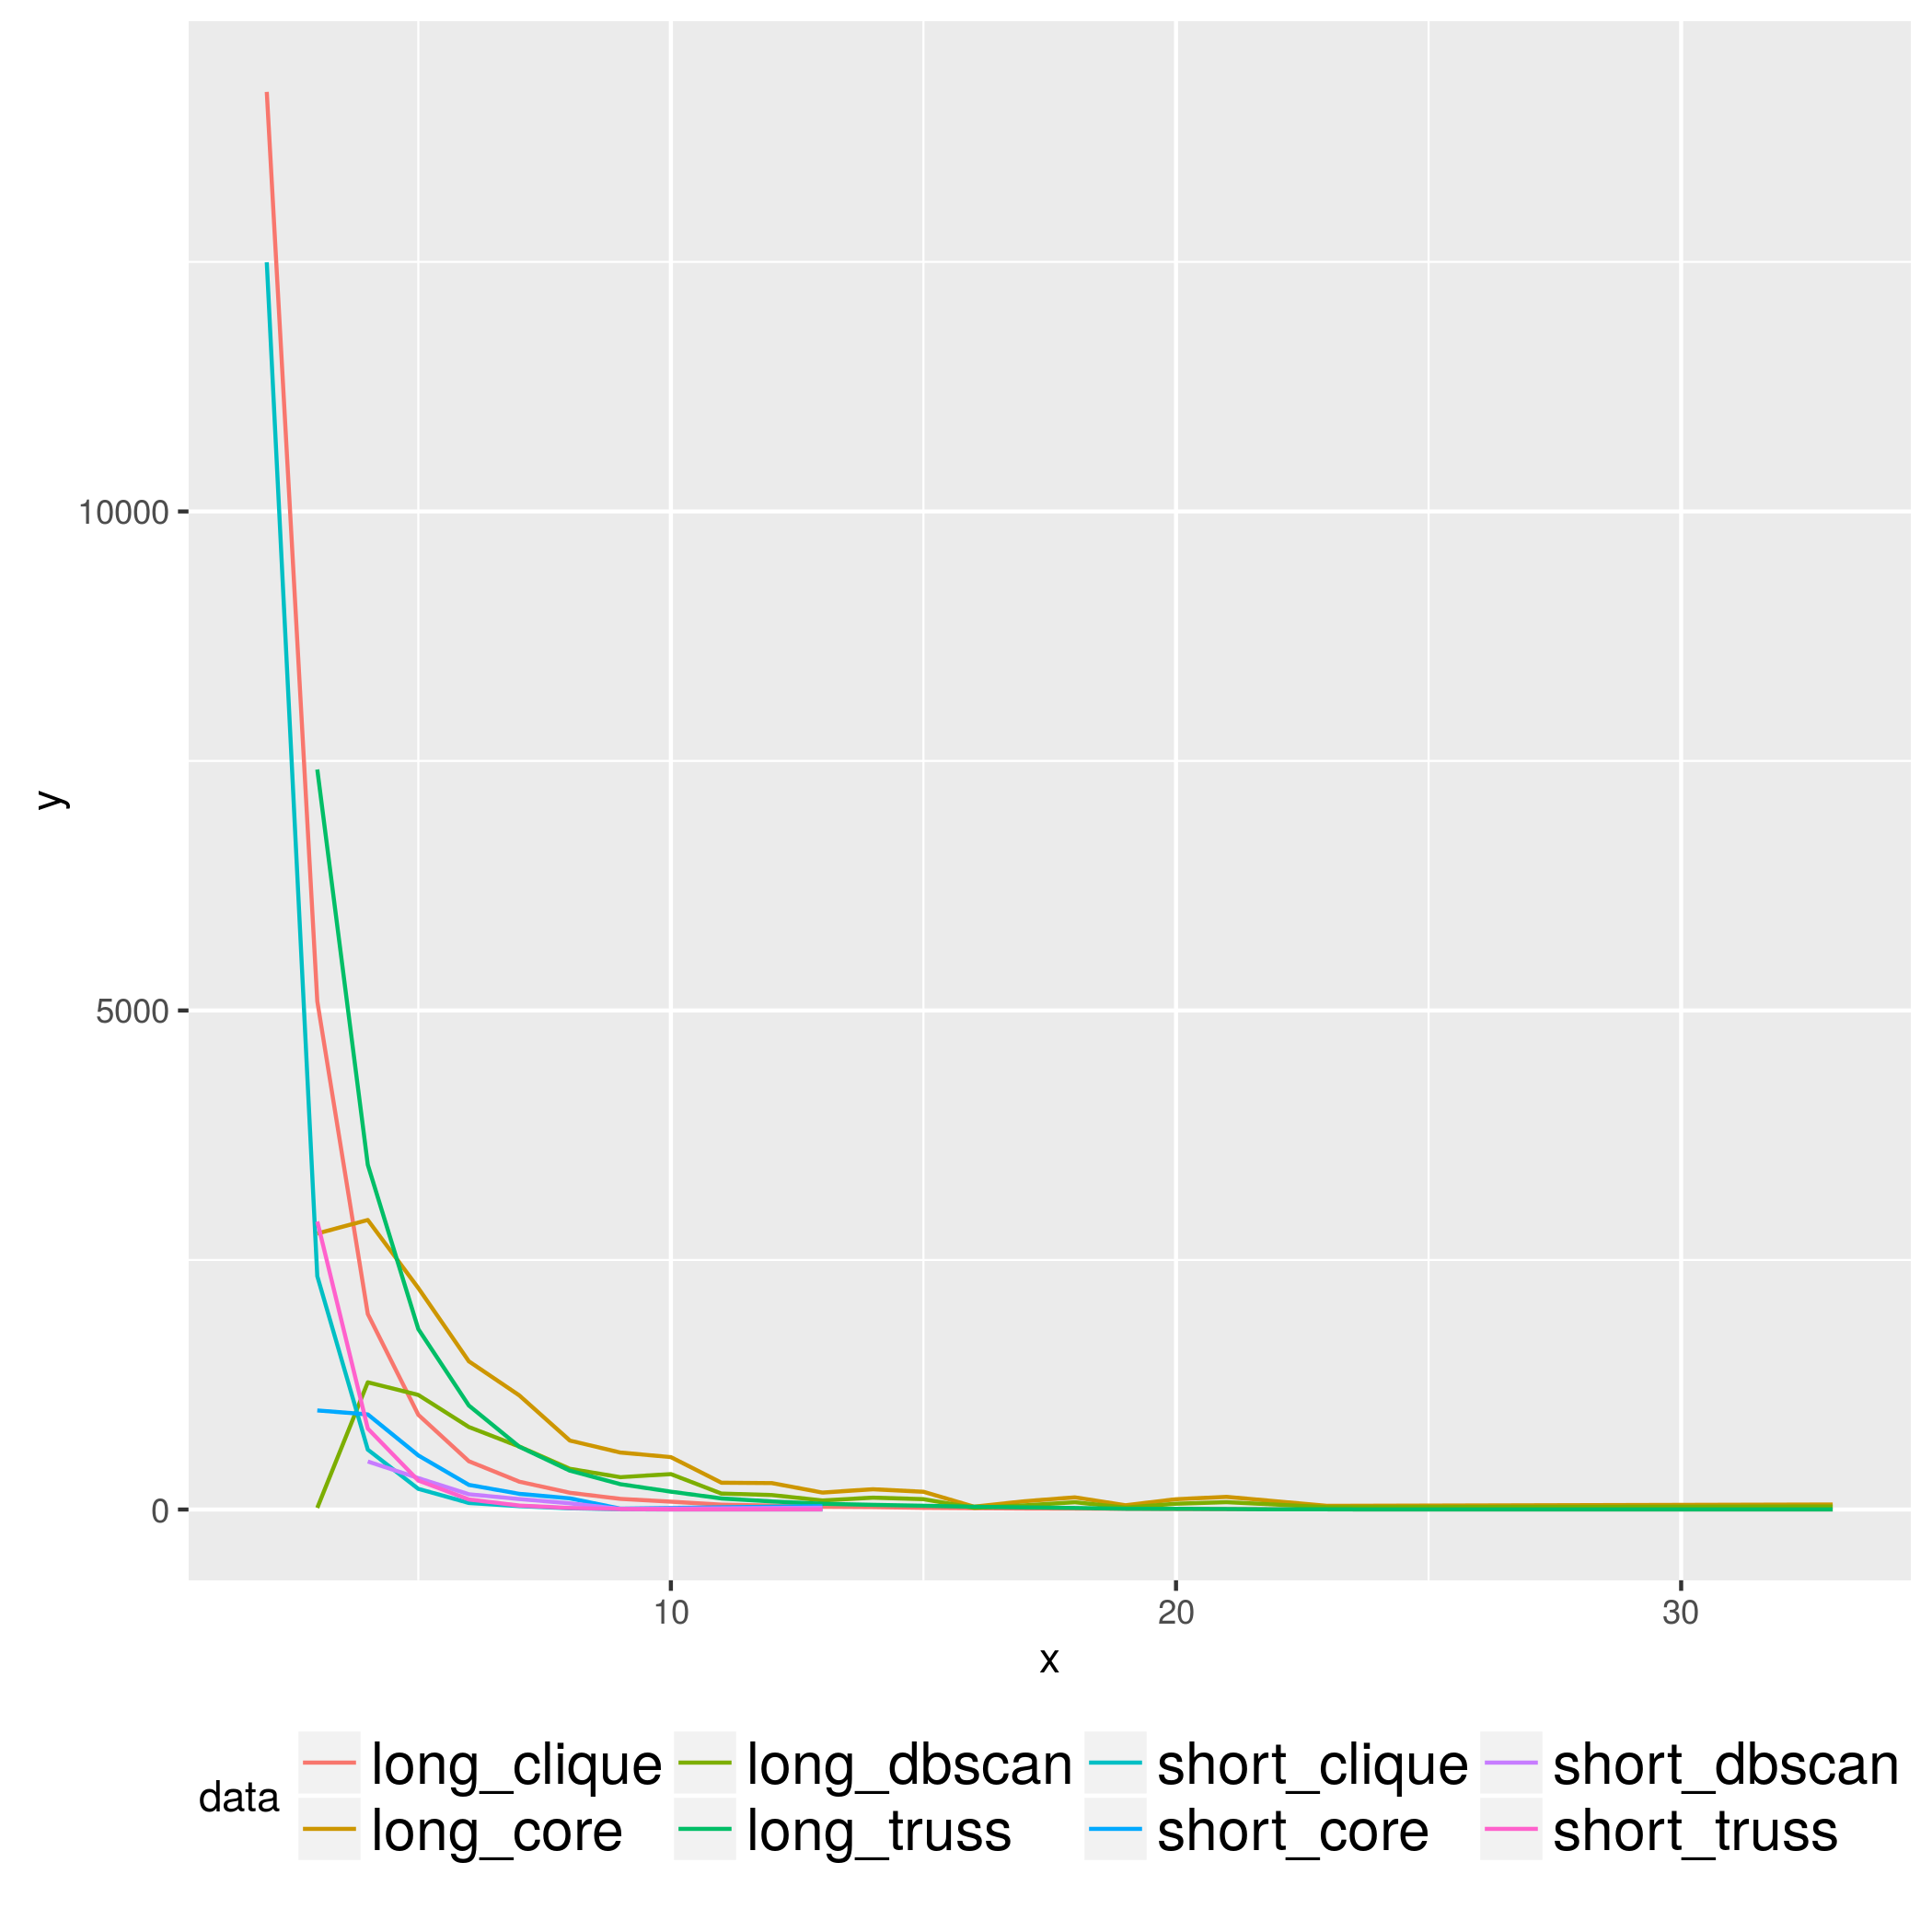 10000
5000
0
y
10 20 30
x
data
long_clique long_dbscan short_clique short_dbscan
long_core long_truss short_core short_truss